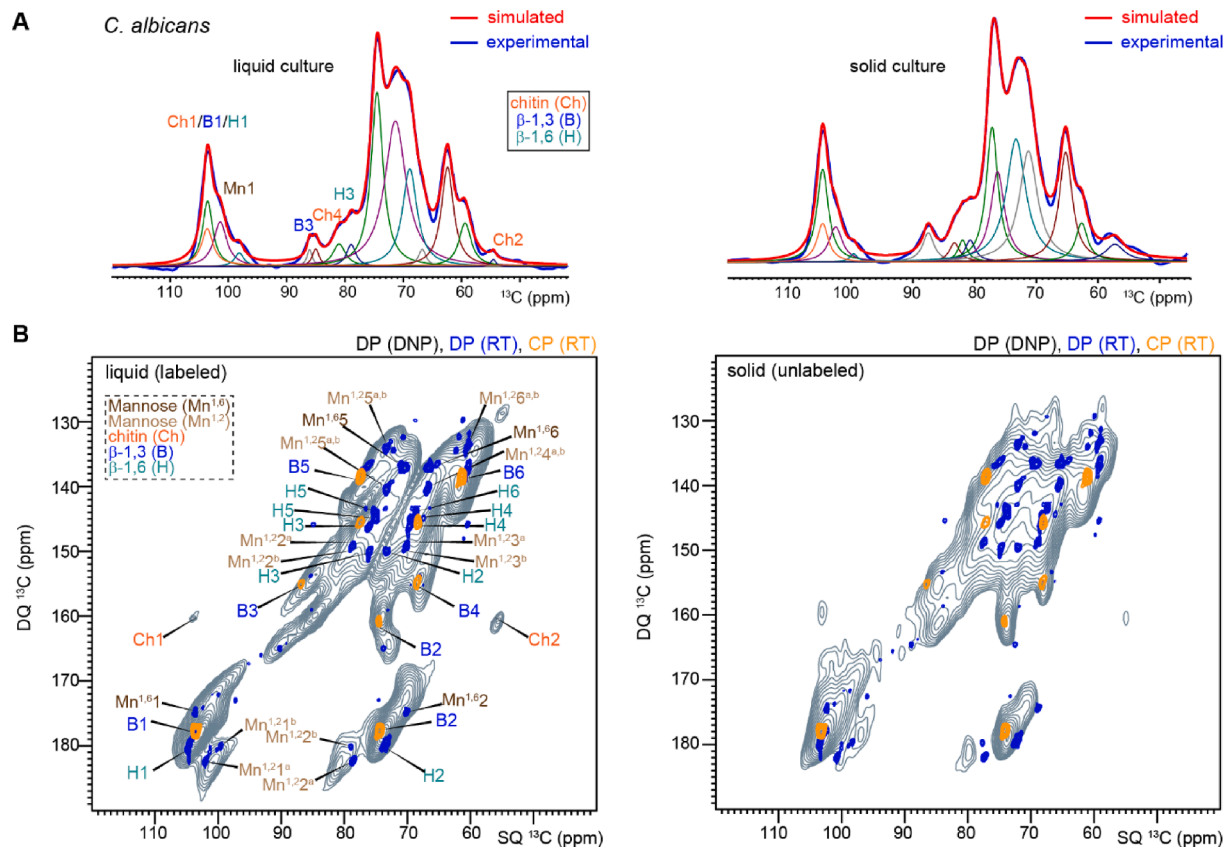 A
C. albicans
simulated
experimental
liquid culture
chitin (Ch)
β-1,3 (B)
β-1,6 (H)
Ch1/B1/H1
Mn1
B3
Ch4
H3
Ch2
110 100 90 80 70 60
¹³C (ppm)
simulated
experimental
solid culture
110 100 90 80 70 60
¹³C (ppm)
B
DP (DNP), DP (RT), CP (RT)
liquid (labeled)
Mannose (Mn¹,⁶)
Mannose (Mn¹,²)
chitin (Ch)
β-1,3 (B)
β-1,6 (H)
Mn¹,²5ᵃ,ᵇ
Mn¹,⁶5
Mn¹,²5ᵃ,ᵇ
B5
H5
H5
H3
Mn¹,²2ᵃ
Mn¹,²2ᵇ
H3
B3
Ch1
Mn¹,²6ᵃ,ᵇ
Mn¹,⁶6
Mn¹,²4ᵃ,ᵇ
B6
H6
H4
H4
Mn¹,²3ᵃ
Mn¹,²3ᵇ
H2
B4
B2
Ch2
Mn¹,⁶1
B1
H1
Mn¹,²1ᵇ
Mn¹,²2ᵇ
Mn¹,²1ᵃ
Mn¹,²2ᵃ
Mn¹,⁶2
B2
H2
DQ ¹³C (ppm)
130
140
150
160
170
180
110 100 90 80 70 60
SQ ¹³C (ppm)
DP (DNP), DP (RT), CP (RT)
solid (unlabeled)
DQ ¹³C (ppm)
130
140
150
160
170
180
110 100 90 80 70 60
SQ ¹³C (ppm)